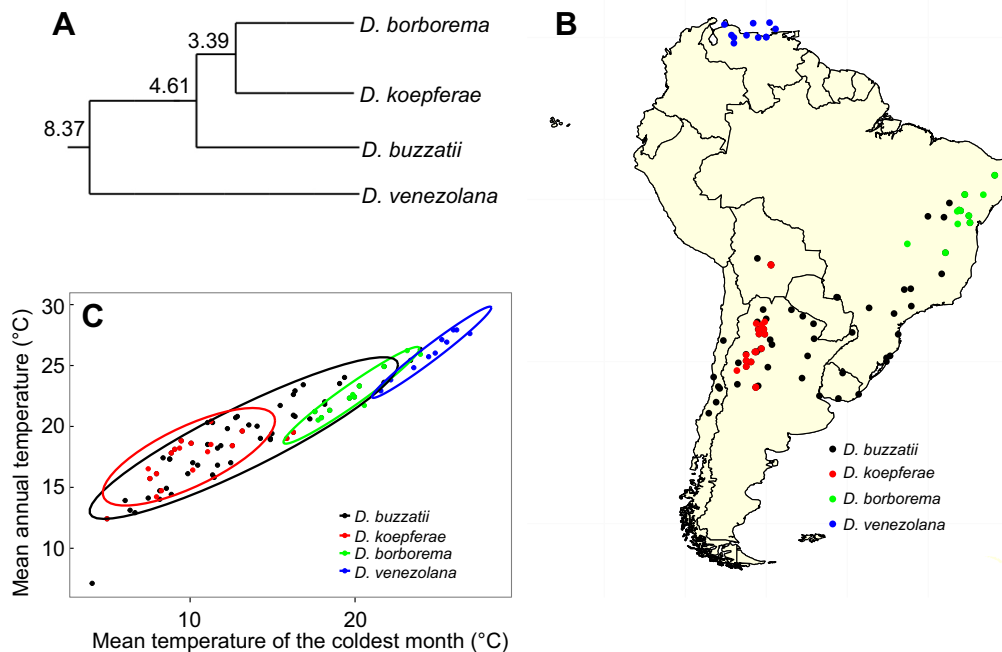 A
D. borborema
3.39
D. koepferae
4.61
8.37
D. buzzatii
D. venezolana
B
D. buzzatii
D. koepferae
D. borborema
D. venezolana
C
Mean annual temperature (°C)
30
25
20
15
10
D. buzzatii
D. koepferae
D. borborema
D. venezolana
10
20
Mean temperature of the coldest month (°C)